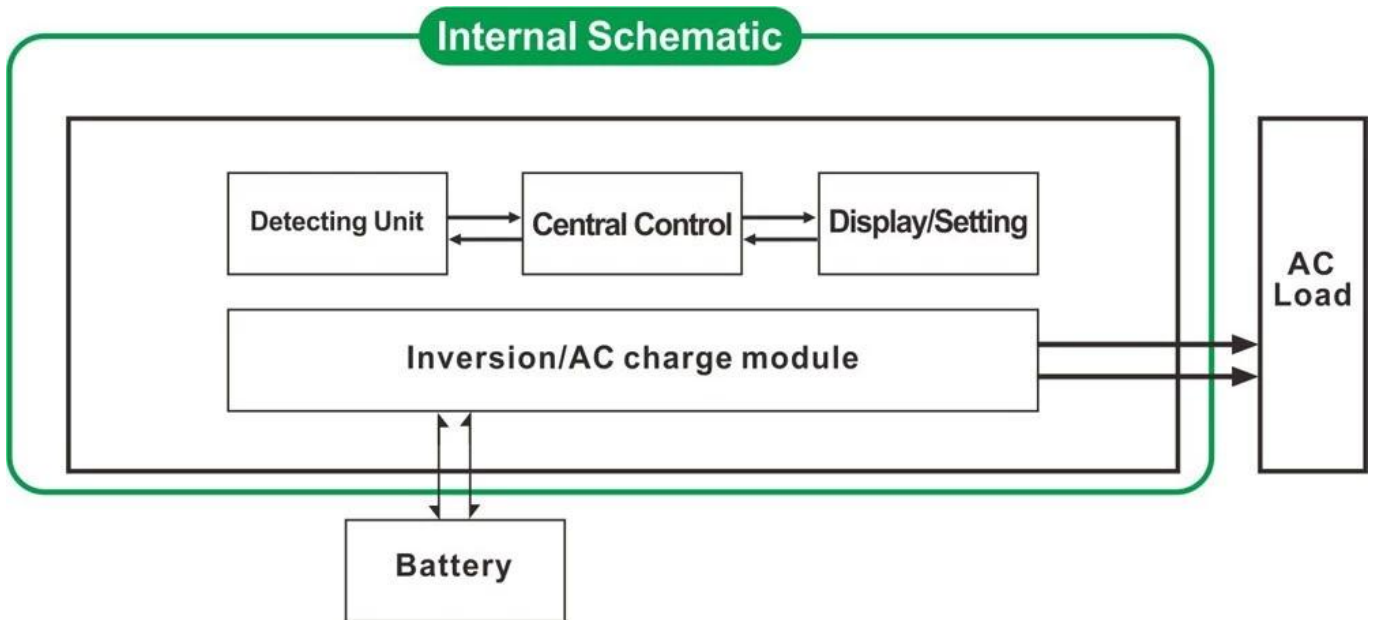 Internal Schematic
Detecting Unit
Central Control
Display/Setting
AC
Load
Inversion/AC charge module
Battery